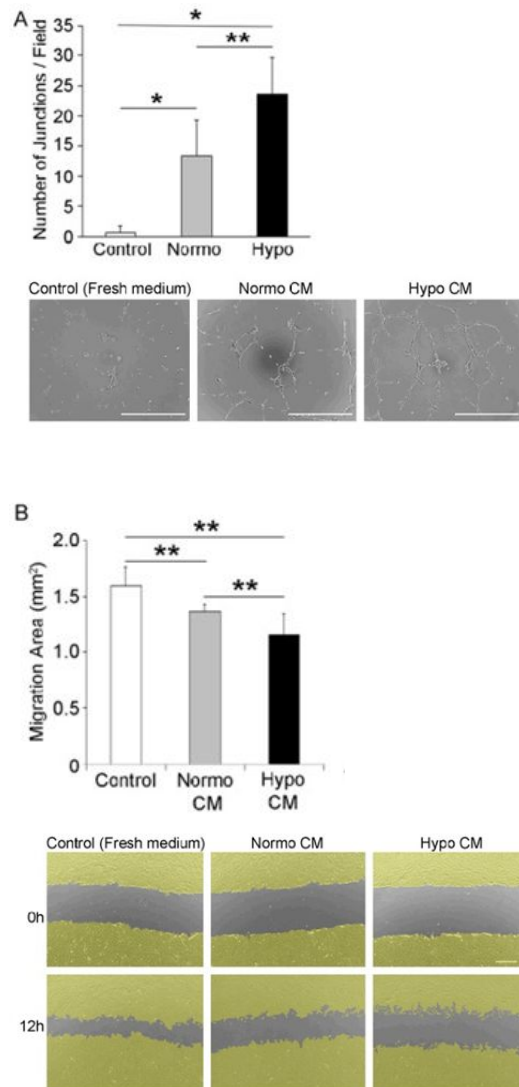 A
Number of Junctions / Field
*
**
*
35
30
25
20
15
10
5
0
Control Normo Hypo
Control (Fresh medium) Normo CM Hypo CM
B
Migration Area (mm²)
**
**
**
2.0
1.5
1.0
0.5
0
Control Normo CM Hypo CM
Control (Fresh medium) Normo CM Hypo CM
0h
12h